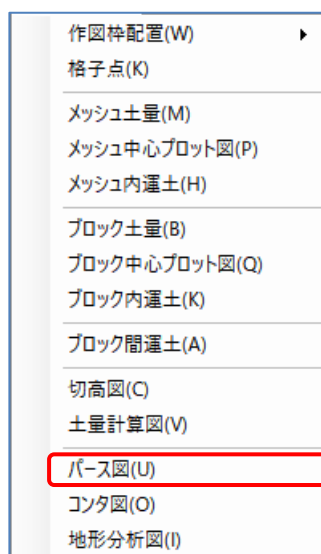 作図枠配置(W)
格子点(K)
メッシュ土量(M)
メッシュ中心プロット図(P)
メッシュ内運土(H)
ブロック土量(B)
ブロック中心プロット図(Q)
ブロック内運土(K)
ブロック間運土(A)
切高図(C)
土量計算図(V)
パース図(U)
コンタ図(O)
地形分析図(I)